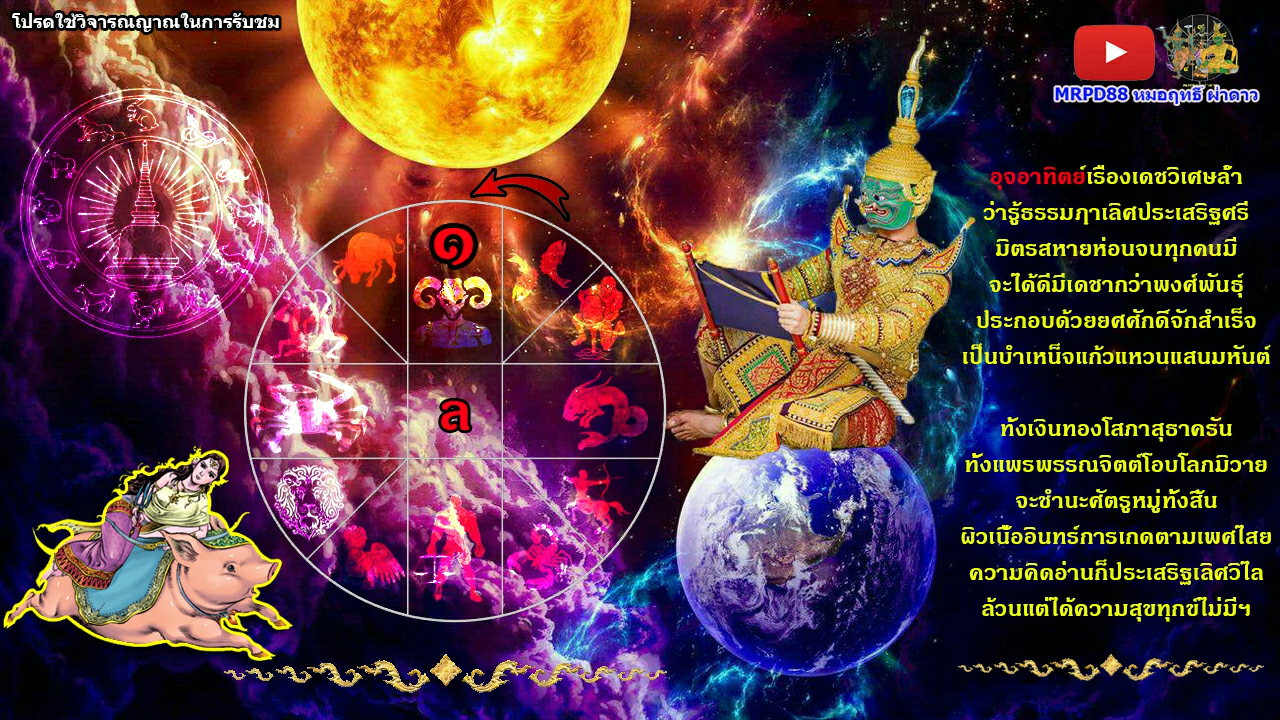 โปรดใช้วิจารณญาณในการรับชม
MRPD88 หมอฤทธิ์ ผ่าดาว
๑
ล
อุจอาทิตย์เรืองเดชวิเศษล้ำ
ว่ารู้ธรรมฦๅเลิศประเสริฐศรี
มิตรสหายห่อนจนทุกคนมี
จะได้ดีมีเดชากว่าพงศ์พันธุ์
ประกอบด้วยยศศักดิ์จักสำเร็จ
เป็นบำเหน็จแก้วแหวนแสนมหันต์
ทั้งเงินทองโสภาสุธาครัน
ทั้งแพรพรรณจิตต์โอบโลภมิวาย
จะชำนะศัตรูหมู่ทั้งสิ้น
ผิวเนื้ออินทร์การเกดตามเพศไสย
ความคิดอ่านก็ประเสริฐเลิศวิไล
ล้วนแต่ได้ความสุขทุกข์ไม่มีฯ